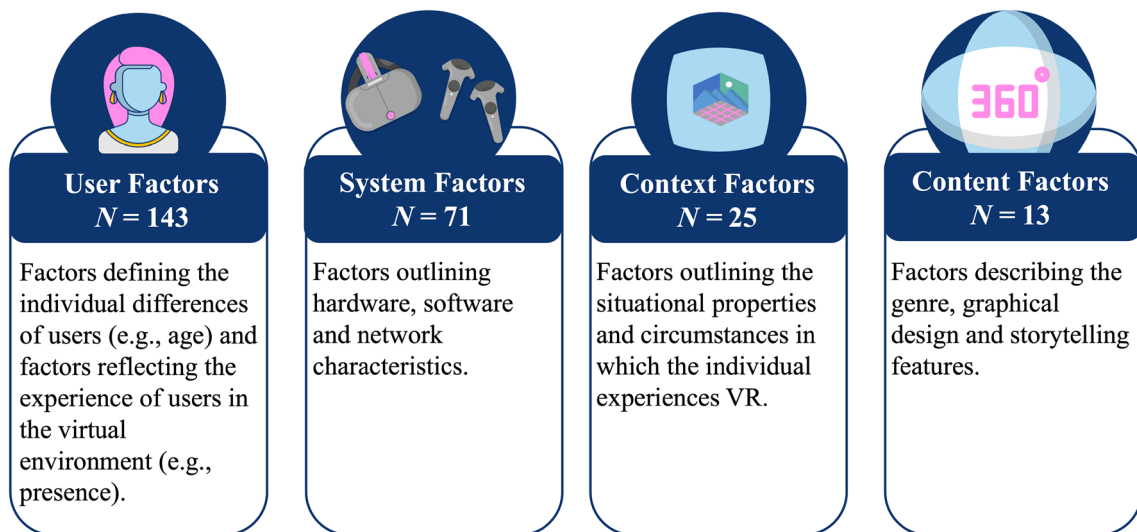 User Factors
N = 143
Factors defining the
individual differences
of users (e.g., age) and
factors reflecting the
experience of users in
the virtual
environment (e.g.,
presence).
System Factors
N = 71
Factors outlining
hardware, software
and network
characteristics.
Context Factors
N = 25
Factors outlining the
situational properties
and circumstances in
which the individual
experiences VR.
360°
Content Factors
N = 13
Factors describing the
genre, graphical
design and storytelling
features.